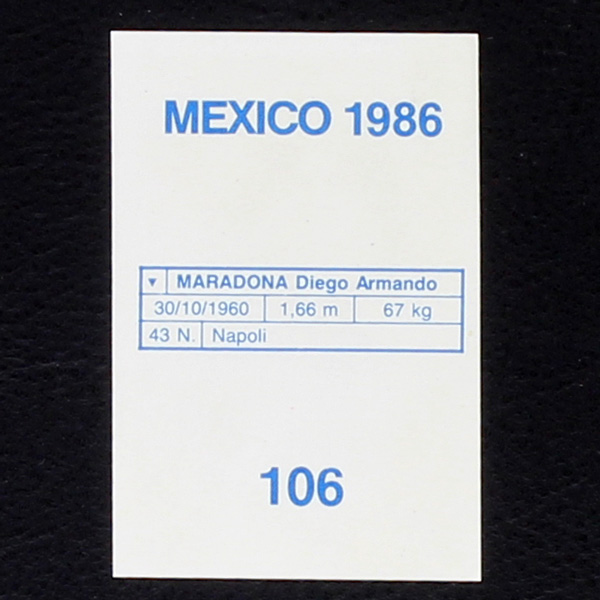 MEXICO 1986
▼ MARADONA Diego Armando
30/10/1960 1,66 m 67 kg
43 N. Napoli
106